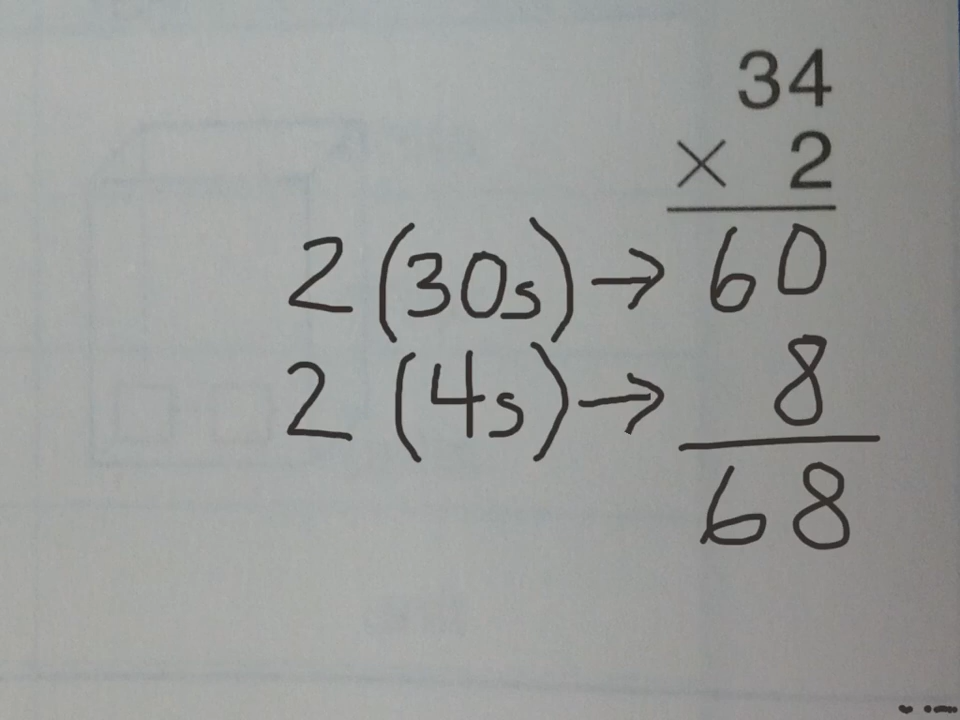 34
× 2
2 (30s) → 60
2 (4s) → 8
68